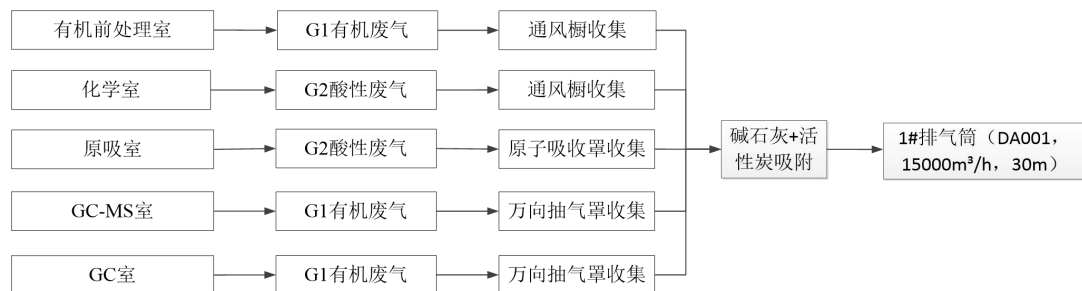 有机前处理室
G1有机废气
通风橱收集
化学室
G2酸性废气
通风橱收集
原吸室
G2酸性废气
原子吸收罩收集
碱石灰+活
性炭吸附
1#排气筒（DA001，
15000m³/h，30m）
GC-MS室
G1有机废气
万向抽气罩收集
GC室
G1有机废气
万向抽气罩收集